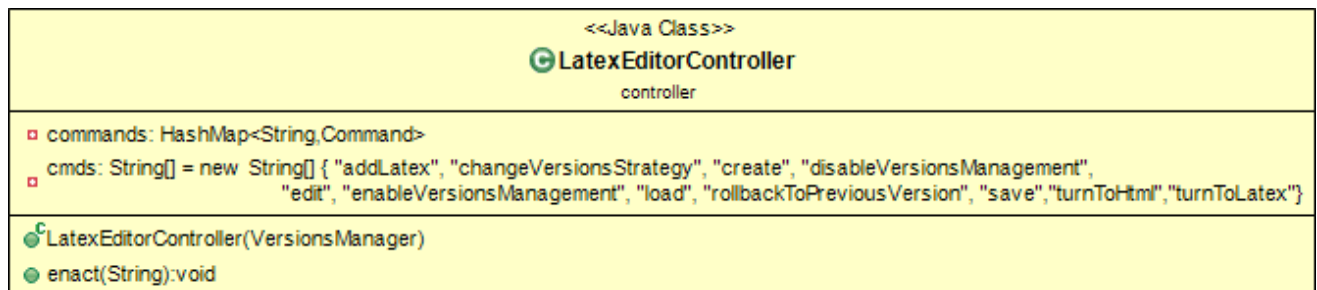 <<Java Class>>
C LatexEditorController
controller
commands: HashMap<String,Command>
cmds: String[] = new String[] { "addLatex", "changeVersionsStrategy", "create", "disableVersionsManagement",
"edit", "enableVersionsManagement", "load", "rollbackToPreviousVersion", "save","turnToHtml","turnToLatex"}
C LatexEditorController(VersionsManager)
enact(String):void